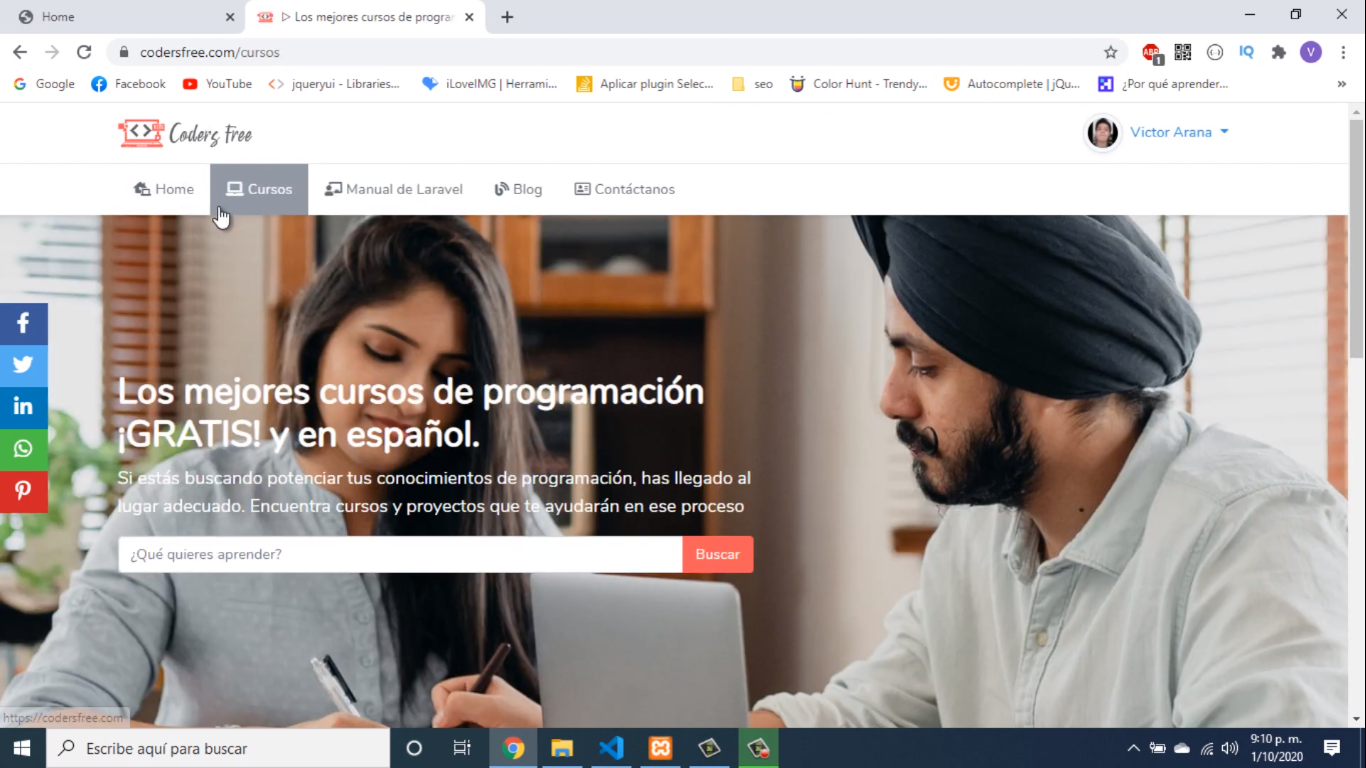 Home
▷ Los mejores cursos de progra
codersfree.com/cursos
ABP
1
IQ
V
Google
Facebook
YouTube
jqueryui - Libraries...
iLoveIMG | Herrami...
Aplicar plugin Selec...
seo
Color Hunt - Trendy...
Autocomplete | jQu...
¿Por qué aprender...
»
Coders Free
Victor Arana
Home
Cursos
Manual de Laravel
Blog
Contáctanos
Los mejores cursos de programación
¡GRATIS! y en español.
Si estás buscando potenciar tus conocimientos de programación, has llegado al
lugar adecuado. Encuentra cursos y proyectos que te ayudarán en ese proceso
¿Qué quieres aprender?
Buscar
https://codersfree.com
Escribe aquí para buscar
9:10 p. m.
1/10/2020